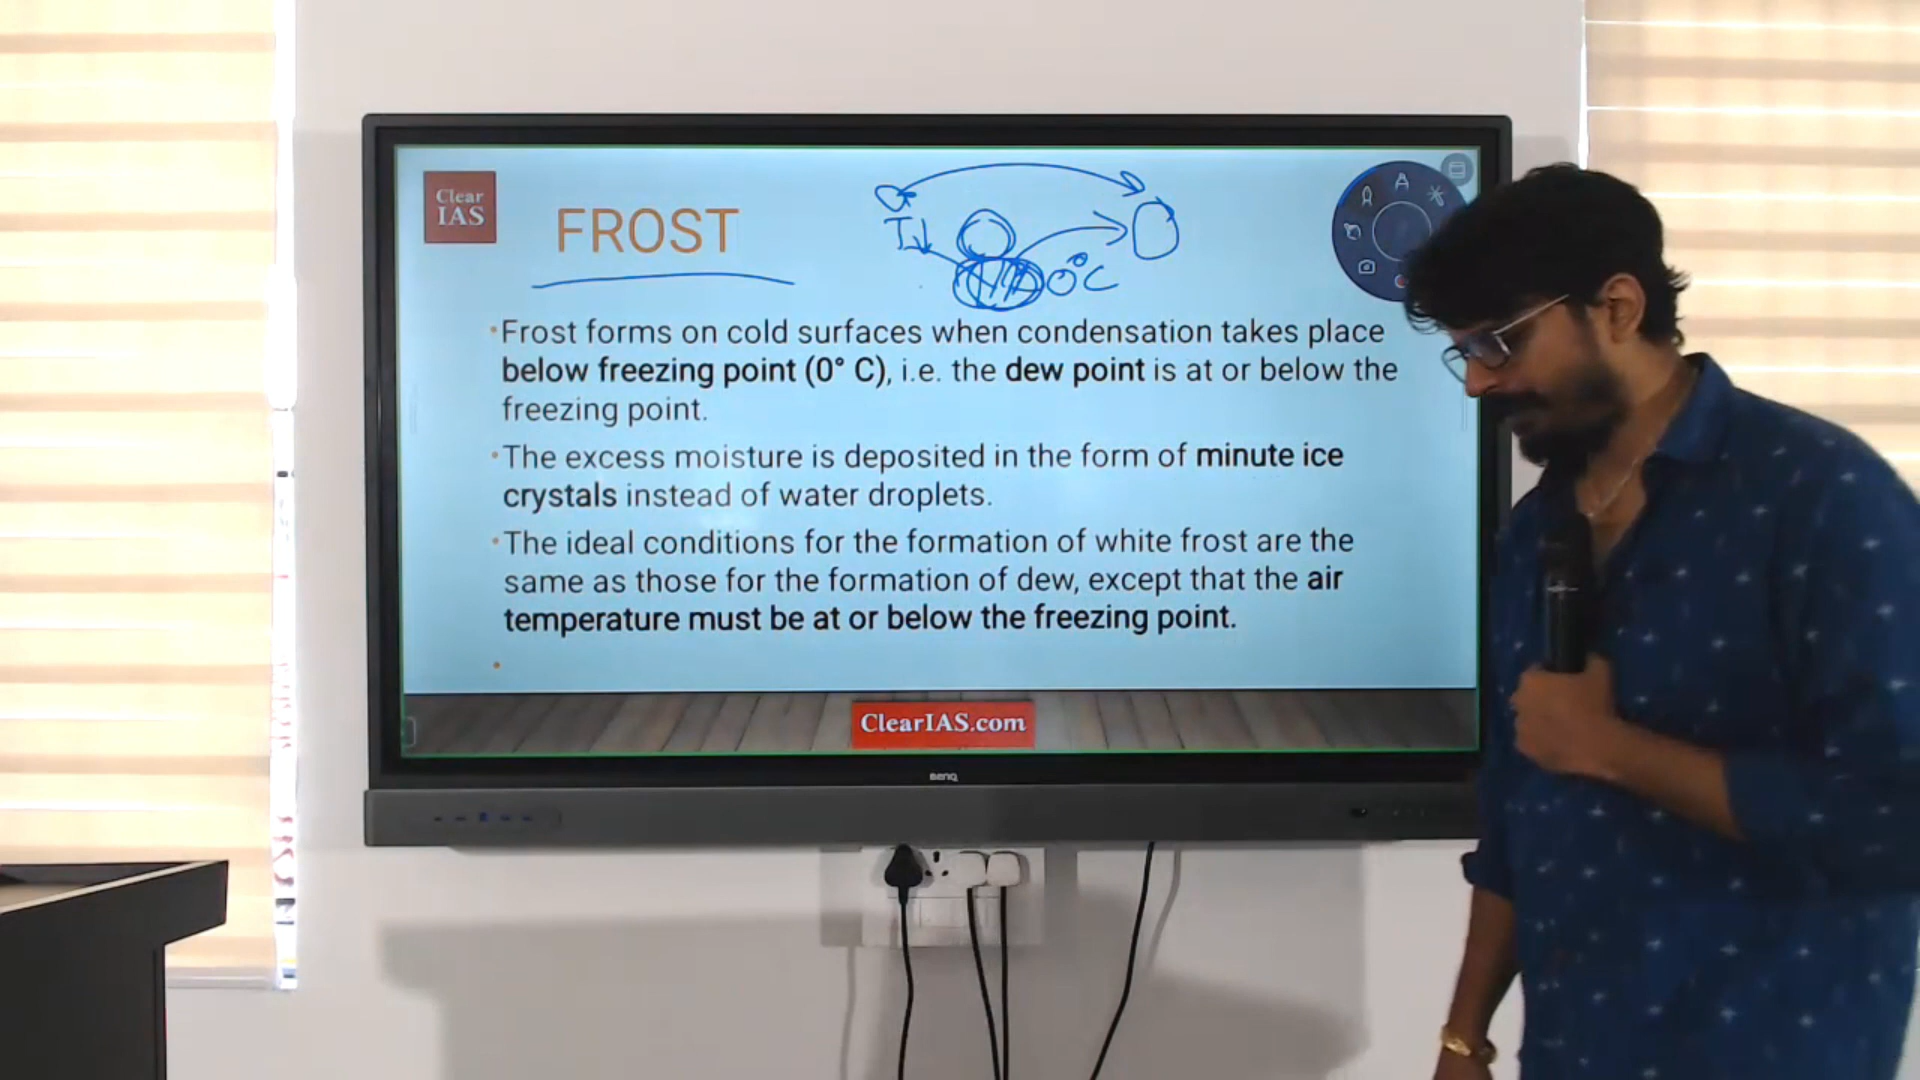 Clear
IAS
FROST
T
0°C
•Frost forms on cold surfaces when condensation takes place
below freezing point (0° C), i.e. the dew point is at or below the
freezing point.
•The excess moisture is deposited in the form of minute ice
crystals instead of water droplets.
•The ideal conditions for the formation of white frost are the
same as those for the formation of dew, except that the air
temperature must be at or below the freezing point.
•
ClearIAS.com
BenQ